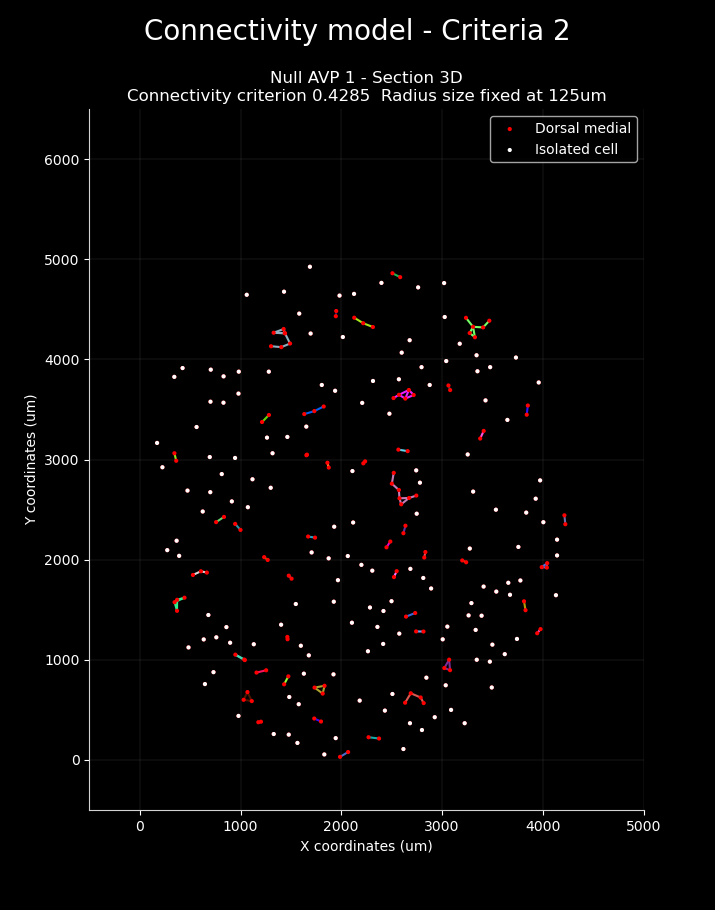 Connectivity model - Criteria 2
Null AVP 1 - Section 3D
Connectivity criterion 0.4285  Radius size fixed at 125um
Dorsal medial
Isolated cell
6000
5000
4000
3000
2000
1000
0
Y coordinates (um)
0 1000 2000 3000 4000 5000
X coordinates (um)